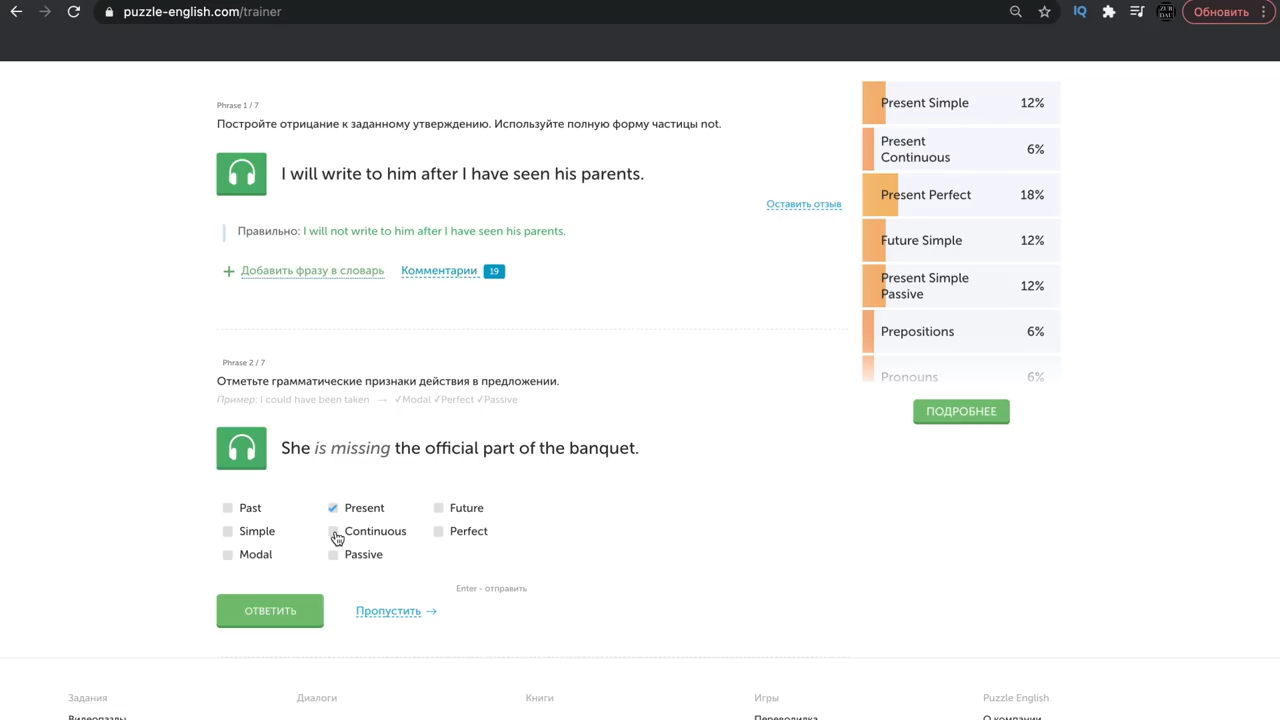 puzzle-english.com/trainer
Обновить
Phrase 1 / 7
Постройте отрицание к заданному утверждению. Используйте полную форму частицы not.
I will write to him after I have seen his parents.
Оставить отзыв
Правильно: I will not write to him after I have seen his parents.
+ Добавить фразу в словарь Комментарии 19
Phrase 2 / 7
Отметьте грамматические признаки действия в предложении.
Пример: I could have been taken → √Modal √Perfect √Passive
She is missing the official part of the banquet.
Past Present Future
Simple Continuous Perfect
Modal Passive
Enter - отправить
ОТВЕТИТЬ Пропустить →
Present Simple 12%
Present
Continuous 6%
Present Perfect 18%
Future Simple 12%
Present Simple
Passive 12%
Prepositions 6%
Pronouns 6%
ПОДРОБНЕЕ
Задания Диалоги Книги Игры Puzzle English
Видеопазлы Переводилка О компании